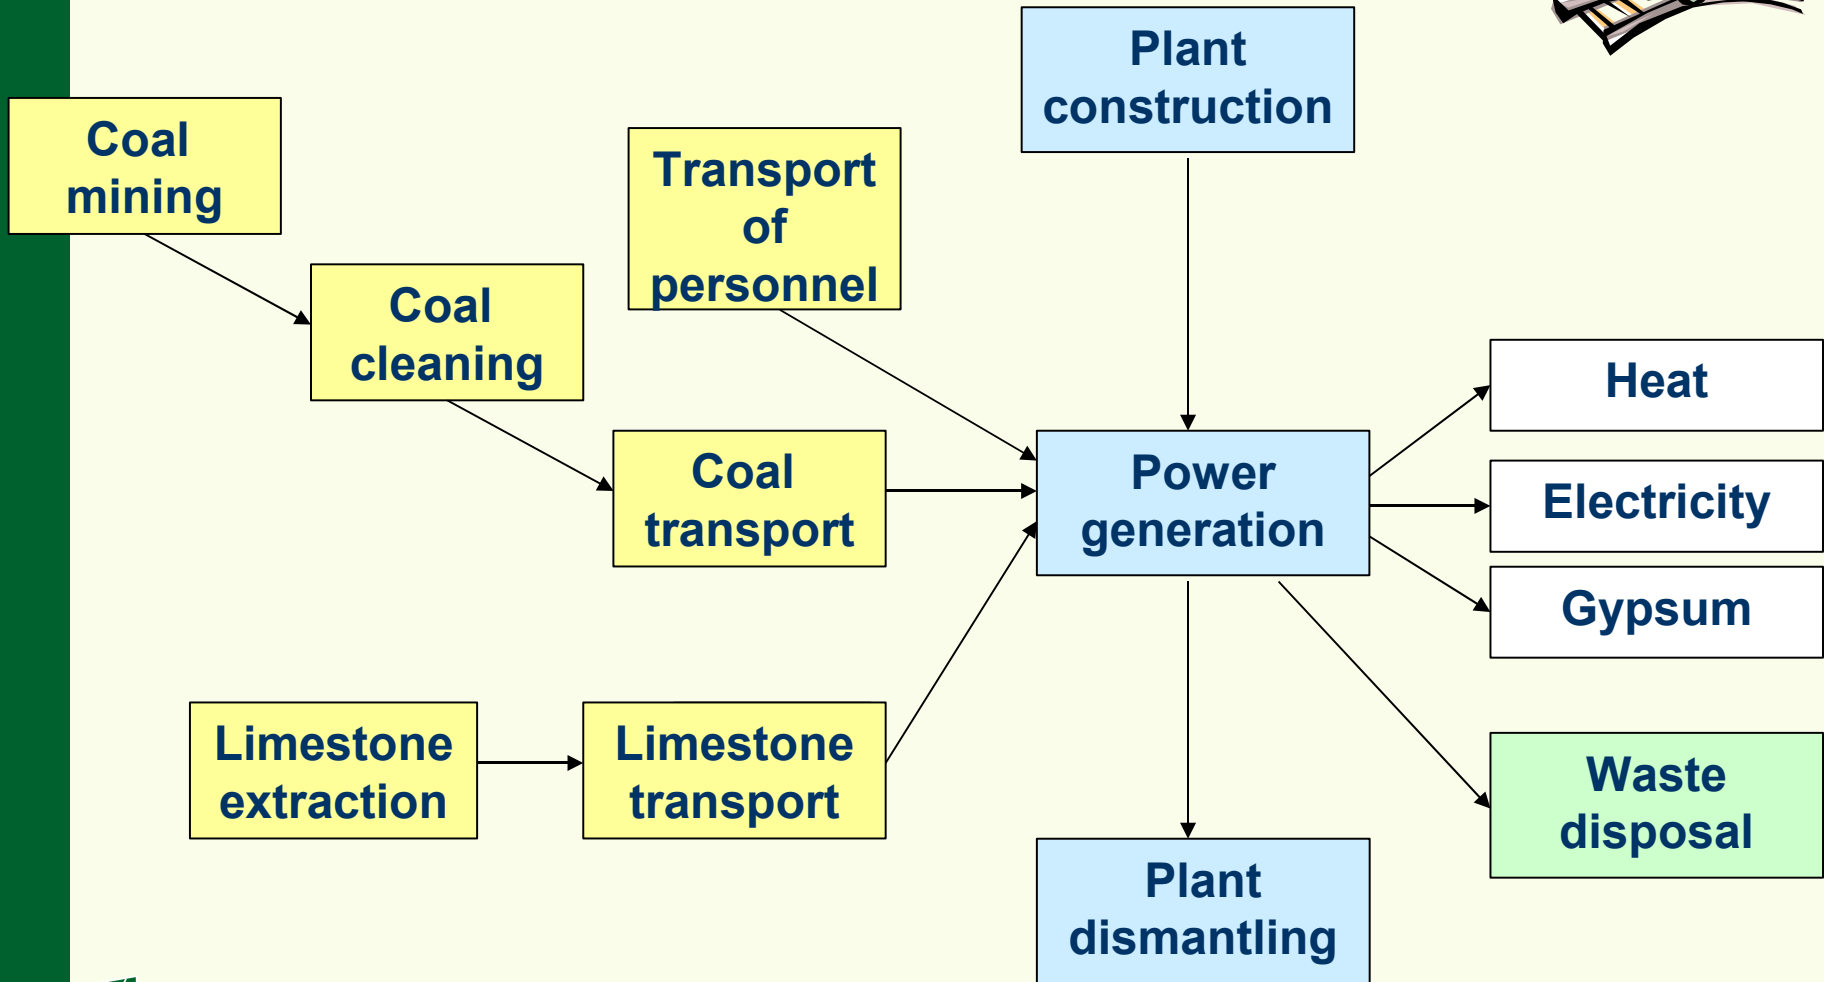 Plant
construction
Coal
mining
Transport
of
personnel
Coal
cleaning
Heat
Coal
transport
Power
generation
Electricity
Gypsum
Limestone
extraction
Limestone
transport
Waste
disposal
Plant
dismantling